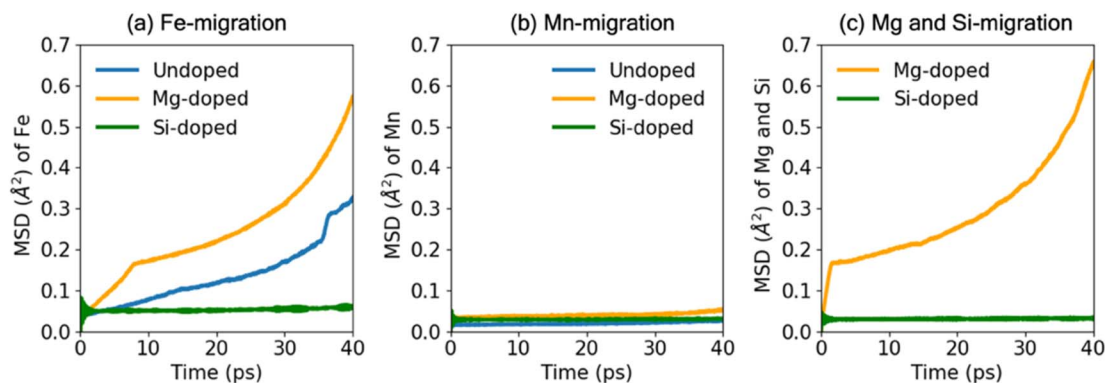 (a) Fe-migration
MSD (Å²) of Fe
0.7
0.6
0.5
0.4
0.3
0.2
0.1
0.0
Undoped
Mg-doped
Si-doped
0 10 20 30 40
Time (ps)
(b) Mn-migration
MSD (Å²) of Mn
0.7
0.6
0.5
0.4
0.3
0.2
0.1
0.0
Undoped
Mg-doped
Si-doped
0 10 20 30 40
Time (ps)
(c) Mg and Si-migration
MSD (Å²) of Mg and Si
0.7
0.6
0.5
0.4
0.3
0.2
0.1
0.0
Mg-doped
Si-doped
0 10 20 30 40
Time (ps)